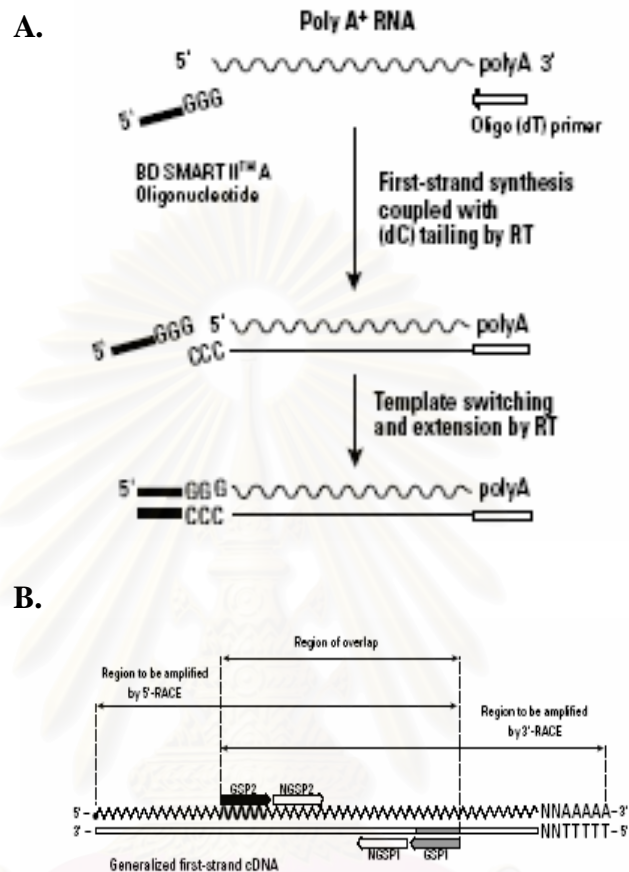 A.
Poly A+ RNA
5'
polyA 3'
5'
GGG
Oligo (dT) primer
BD SMART II™ A
Oligonucleotide
First-strand synthesis
coupled with
(dC) tailing by RT
5'
GGG
5'
polyA
CCC
Template switching
and extension by RT
5'
GGG
polyA
CCC
B.
Region of overlap
Region to be amplified
by 5'-RACE
Region to be amplified
by 3'-RACE
GSP2
NGSP2
5'-
NNAAAAA-3'
3'-
NNTTTTT-5'
NGSP1
GSP1
Generalized first-strand cDNA